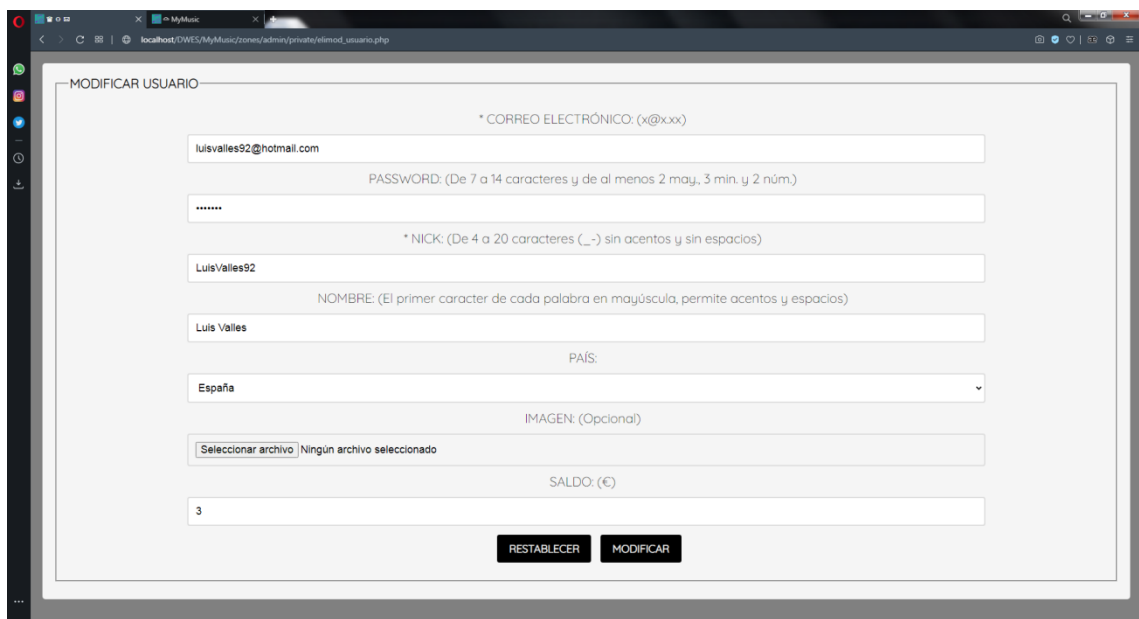 MyMusic
localhost/DWES/MyMusic/zones/admin/private/elimod_usuario.php
MODIFICAR USUARIO
* CORREO ELECTRÓNICO: (x@x.xx)
luisvalles92@hotmail.com
PASSWORD: (De 7 a 14 caracteres y de al menos 2 may., 3 min. y 2 núm.)
•••••••
* NICK: (De 4 a 20 caracteres (_-) sin acentos y sin espacios)
LuisValles92
NOMBRE: (El primer caracter de cada palabra en mayúscula, permite acentos y espacios)
Luis Valles
PAÍS:
España
IMAGEN: (Opcional)
Seleccionar archivo Ningún archivo seleccionado
SALDO: (€)
3
RESTABLECER MODIFICAR